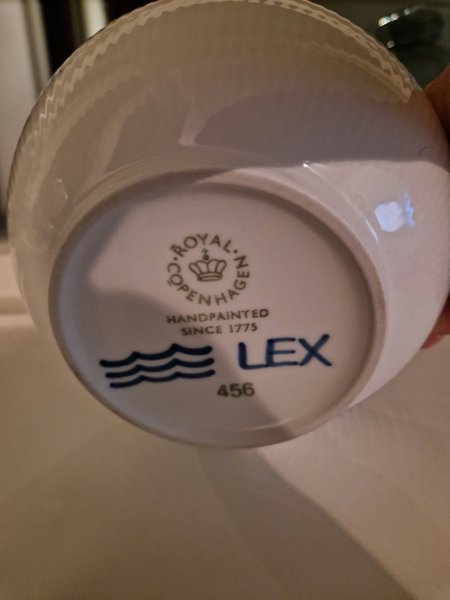 ROYAL
COPENHAGEN
HANDPAINTED
SINCE 1775
LEX
456